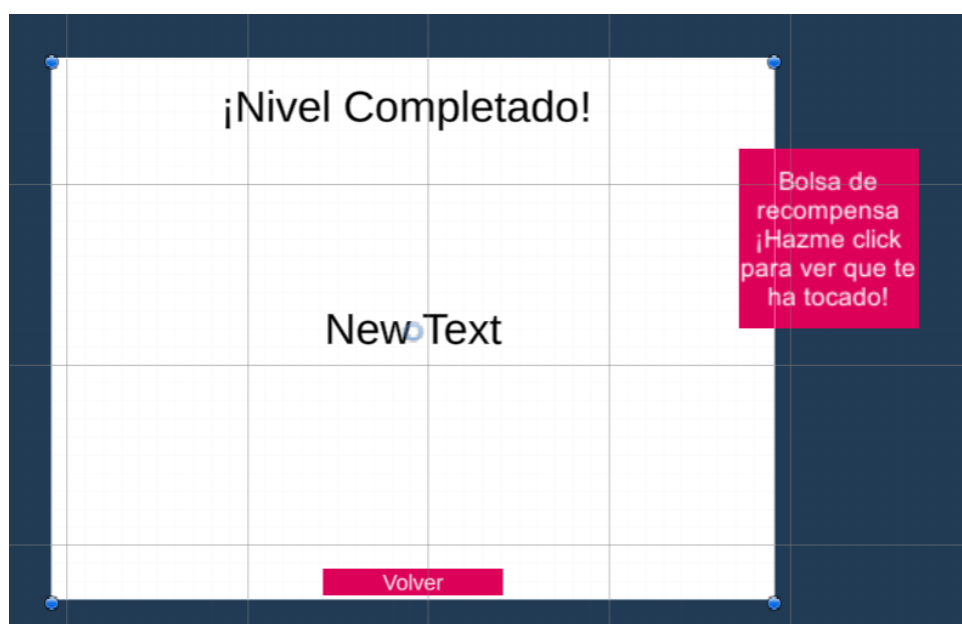 ¡Nivel Completado!
Bolsa de
recompensa
¡Hazme click
para ver que te
ha tocado!
New Text
Volver